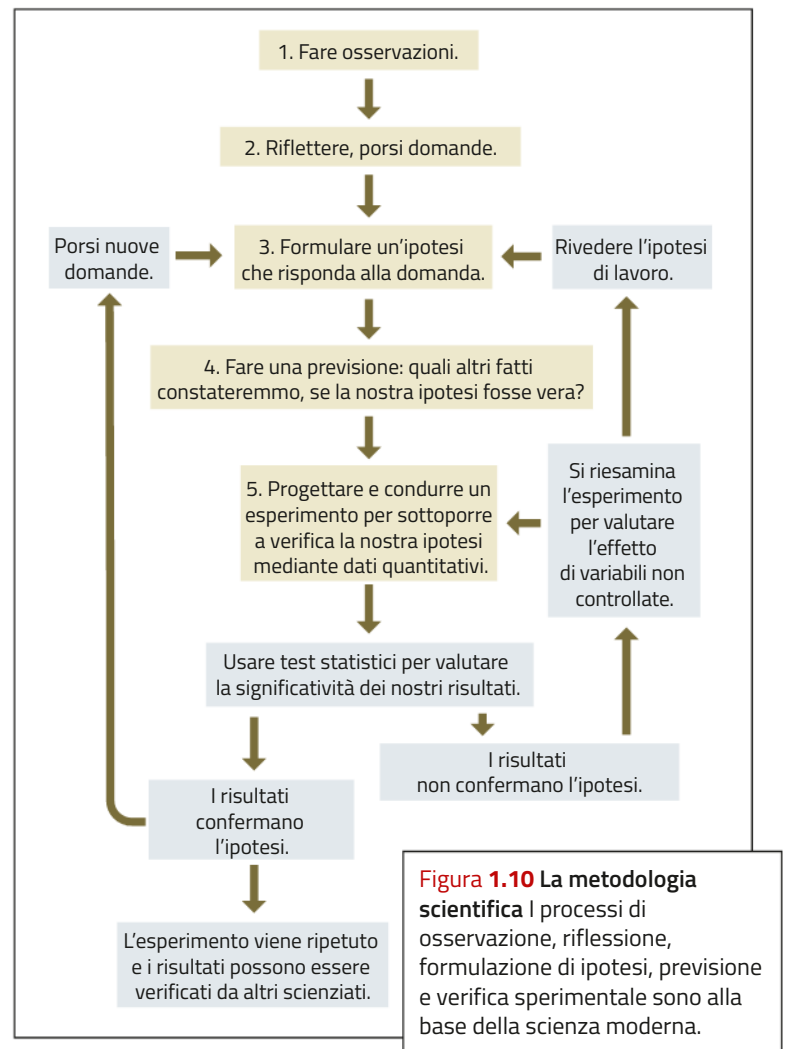 1. Fare osservazioni.
2. Riflettere, porsi domande.
Porsi nuove
domande.
3. Formulare un’ipotesi
che risponda alla domanda.
Rivedere l’ipotesi
di lavoro.
4. Fare una previsione: quali altri fatti
constateremmo, se la nostra ipotesi fosse vera?
5. Progettare e condurre un
esperimento per sottoporre
a verifica la nostra ipotesi
mediante dati quantitativi.
Si riesamina
l’esperimento
per valutare
l’effetto
di variabili non
controllate.
Usare test statistici per valutare
la significatività dei nostri risultati.
I risultati
non confermano l’ipotesi.
I risultati
confermano
l’ipotesi.
L’esperimento viene ripetuto
e i risultati possono essere
verificati da altri scienziati.
Figura 1.10 La metodologia
scientifica I processi di
osservazione, riflessione,
formulazione di ipotesi, previsione
e verifica sperimentale sono alla
base della scienza moderna.